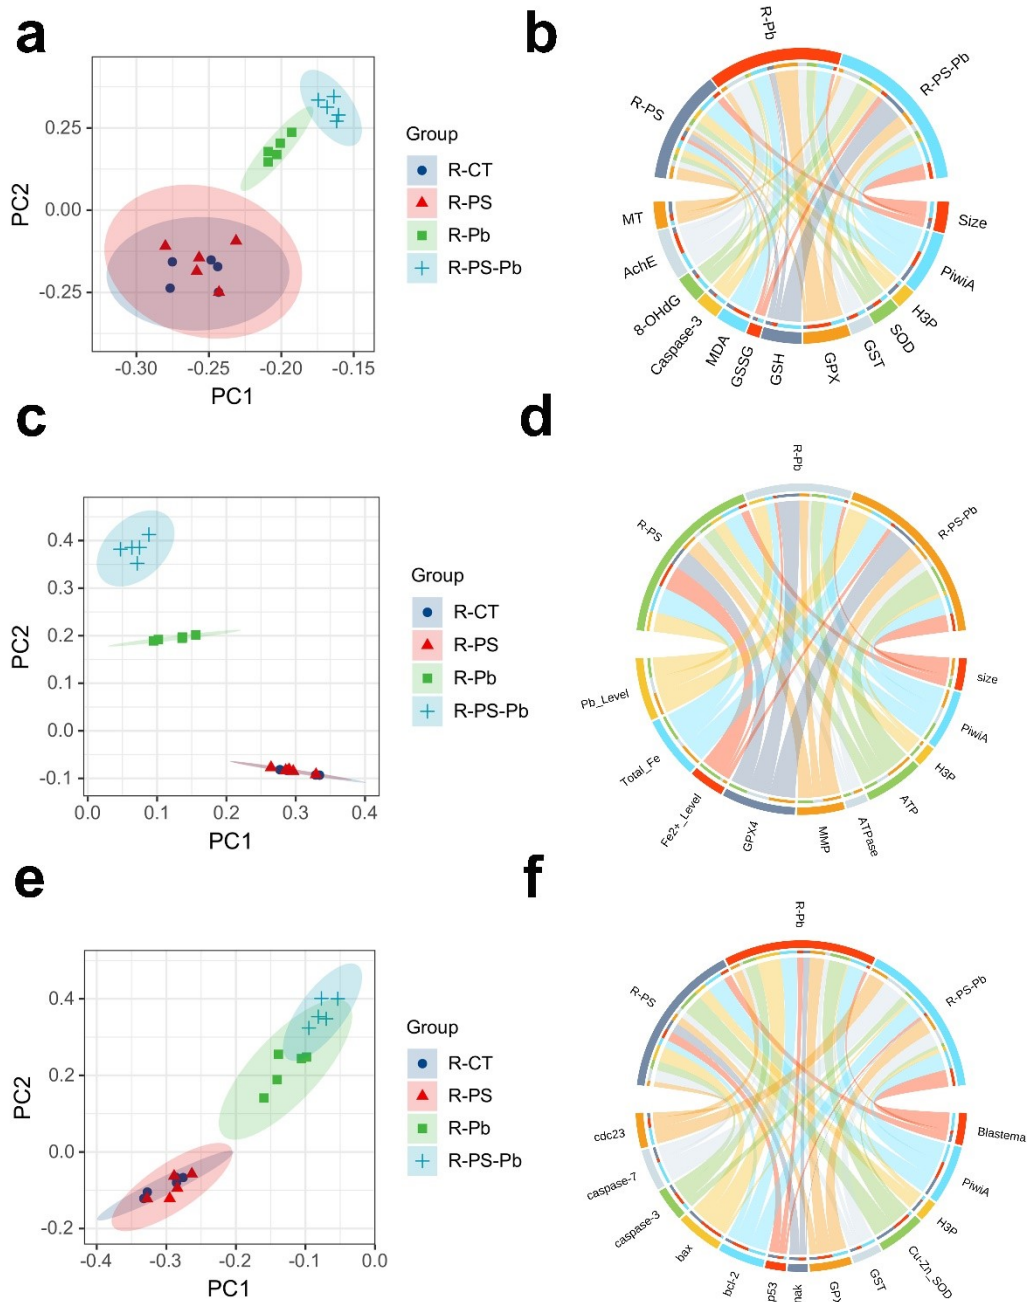 a
0.25
0.00
-0.25
PC2
-0.30
-0.25
-0.20
-0.15
PC1
Group
R-CT
R-PS
R-Pb
R-PS-Pb
b
R-Pb
R-PS
R-PS-Pb
MT
AchE
8-OHdG
Caspase-3
MDA
GSSG
GSH
GPX
GST
SOD
H3P
PiwiA
Size
c
0.4
0.3
0.2
0.1
0.0
-0.1
PC2
0.0
0.1
0.2
0.3
0.4
PC1
Group
R-CT
R-PS
R-Pb
R-PS-Pb
d
R-Pb
R-PS
R-PS-Pb
Pb_Level
Total_Fe
Fe2+_Level
GPX4
MMP
ATPase
ATP
H3P
PiwiA
size
e
0.4
0.2
0.0
-0.2
PC2
-0.4
-0.3
-0.2
-0.1
0.0
PC1
Group
R-CT
R-PS
R-Pb
R-PS-Pb
f
R-Pb
R-PS
R-PS-Pb
cdc23
caspase-7
caspase-3
bax
bcl-2
p53
GST
Cu-Zn_SOD
H3P
PiwiA
Blastema